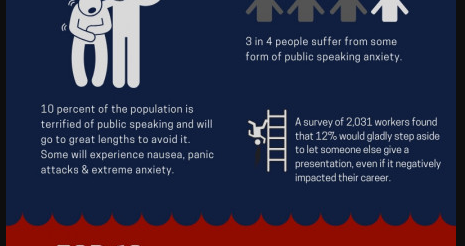 3 in 4 people suffer from some
form of public speaking anxiety.
10 percent of the population is
terrified of public speaking and will
go to great lengths to avoid it.
Some will experience nausea, panic
attacks & extreme anxiety.
A survey of 2,031 workers found
that 12% would gladly step aside
to let someone else give a
presentation, even if it negatively
impacted their career.